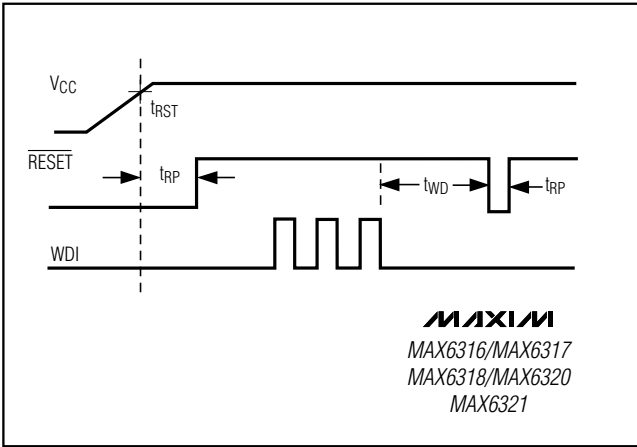 VCC
tRST
RESET
tRP
tWD
tRP
WDI
MAXIM
MAX6316/MAX6317
MAX6318/MAX6320
MAX6321